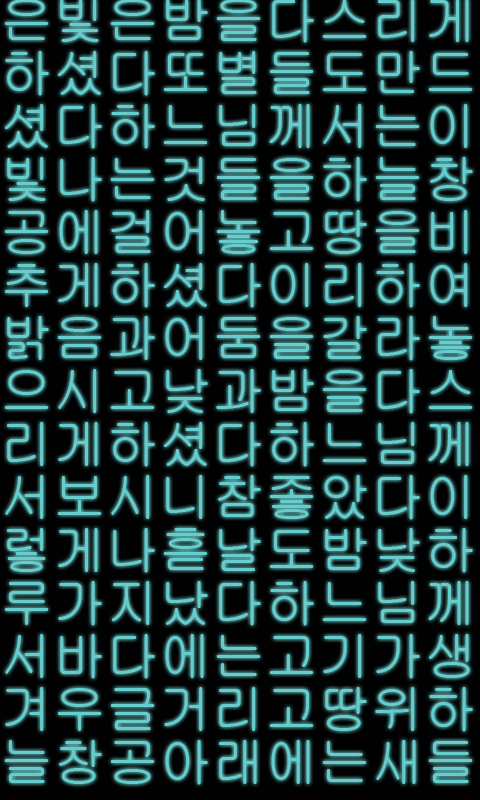 은빛은밤을다스리게
하셨다또별들도만드
셨다하느님께서는이
빛나는것들을하늘창
공에걸어놓고땅을비
추게하셨다이리하여
밝음과어둠을갈라놓
으시고낮과밤을다스
리게하셨다하느님께
서보시니참좋았다이
렇게나흗날도밤낮하
루가지났다하느님께
서바다에는고기가생
겨우글거리고땅위하
늘창공아래에는새들